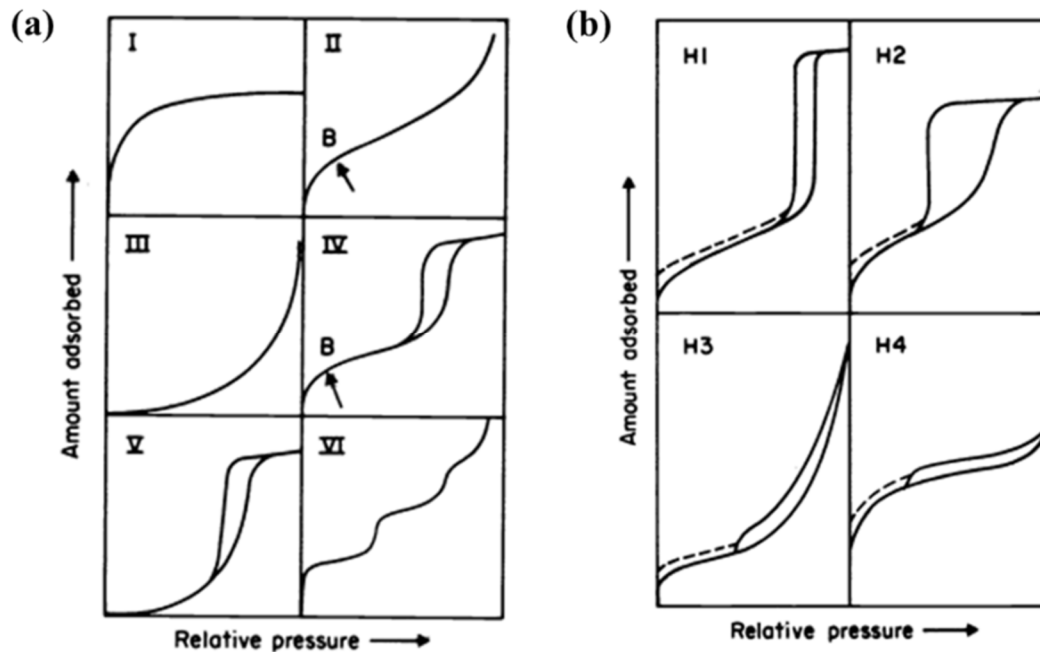 (a)
I
II
B
III
IV
B
V
VI
Amount adsorbed
Relative pressure
(b)
H1
H2
H3
H4
Amount adsorbed
Relative pressure